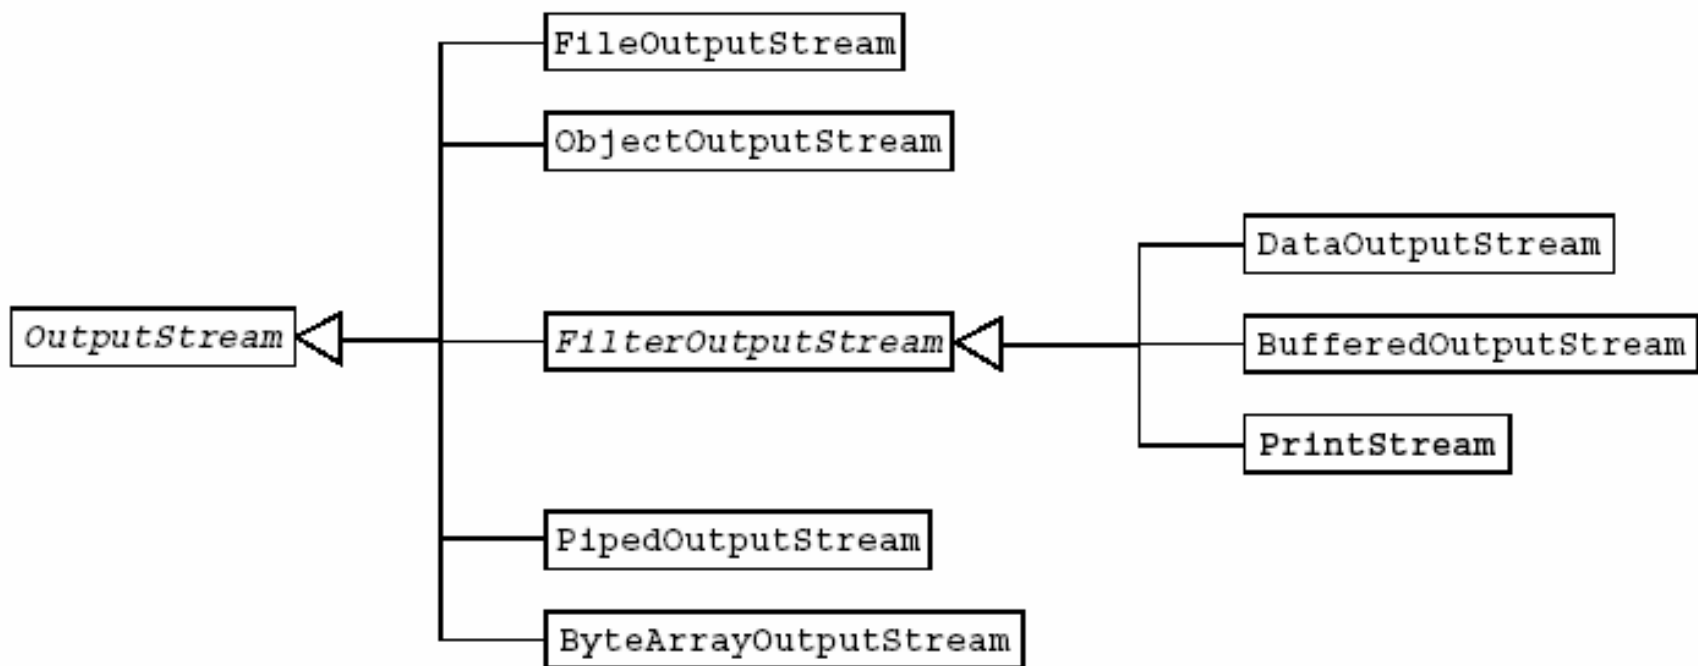 FileOutputStream
ObjectOutputStream
DataOutputStream
OutputStream
FilterOutputStream
BufferedOutputStream
PrintStream
PipedOutputStream
ByteArrayOutputStream